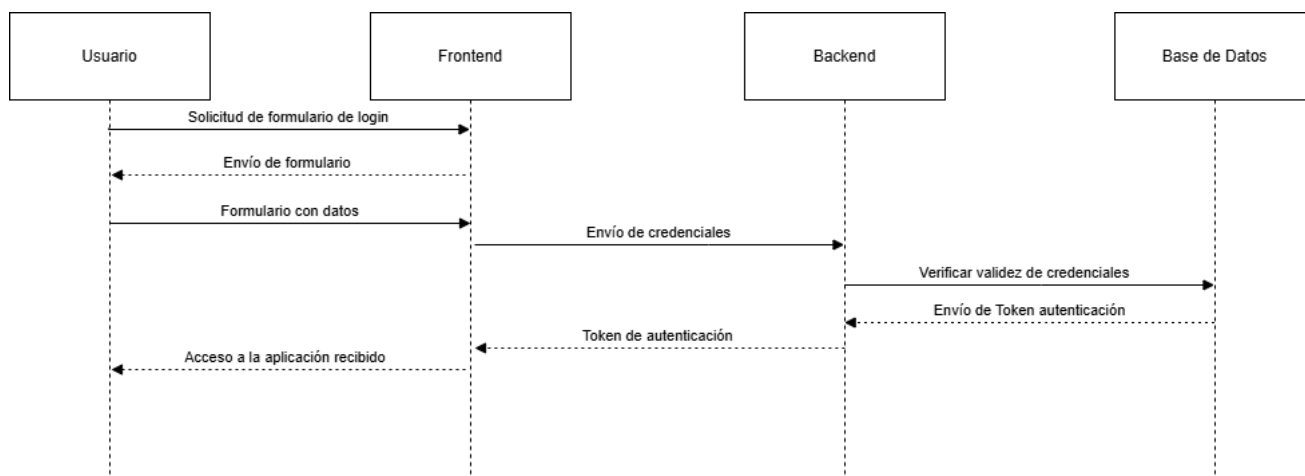 Usuario
Frontend
Backend
Base de Datos
Solicitud de formulario de login
Envío de formulario
Formulario con datos
Envío de credenciales
Verificar validez de credenciales
Envío de Token autenticación
Token de autenticación
Acceso a la aplicación recibido